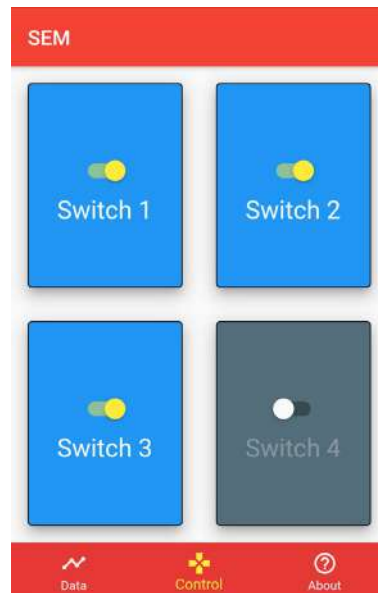 SEM
Switch 1
Switch 2
Switch 3
Switch 4
Data
Control
About